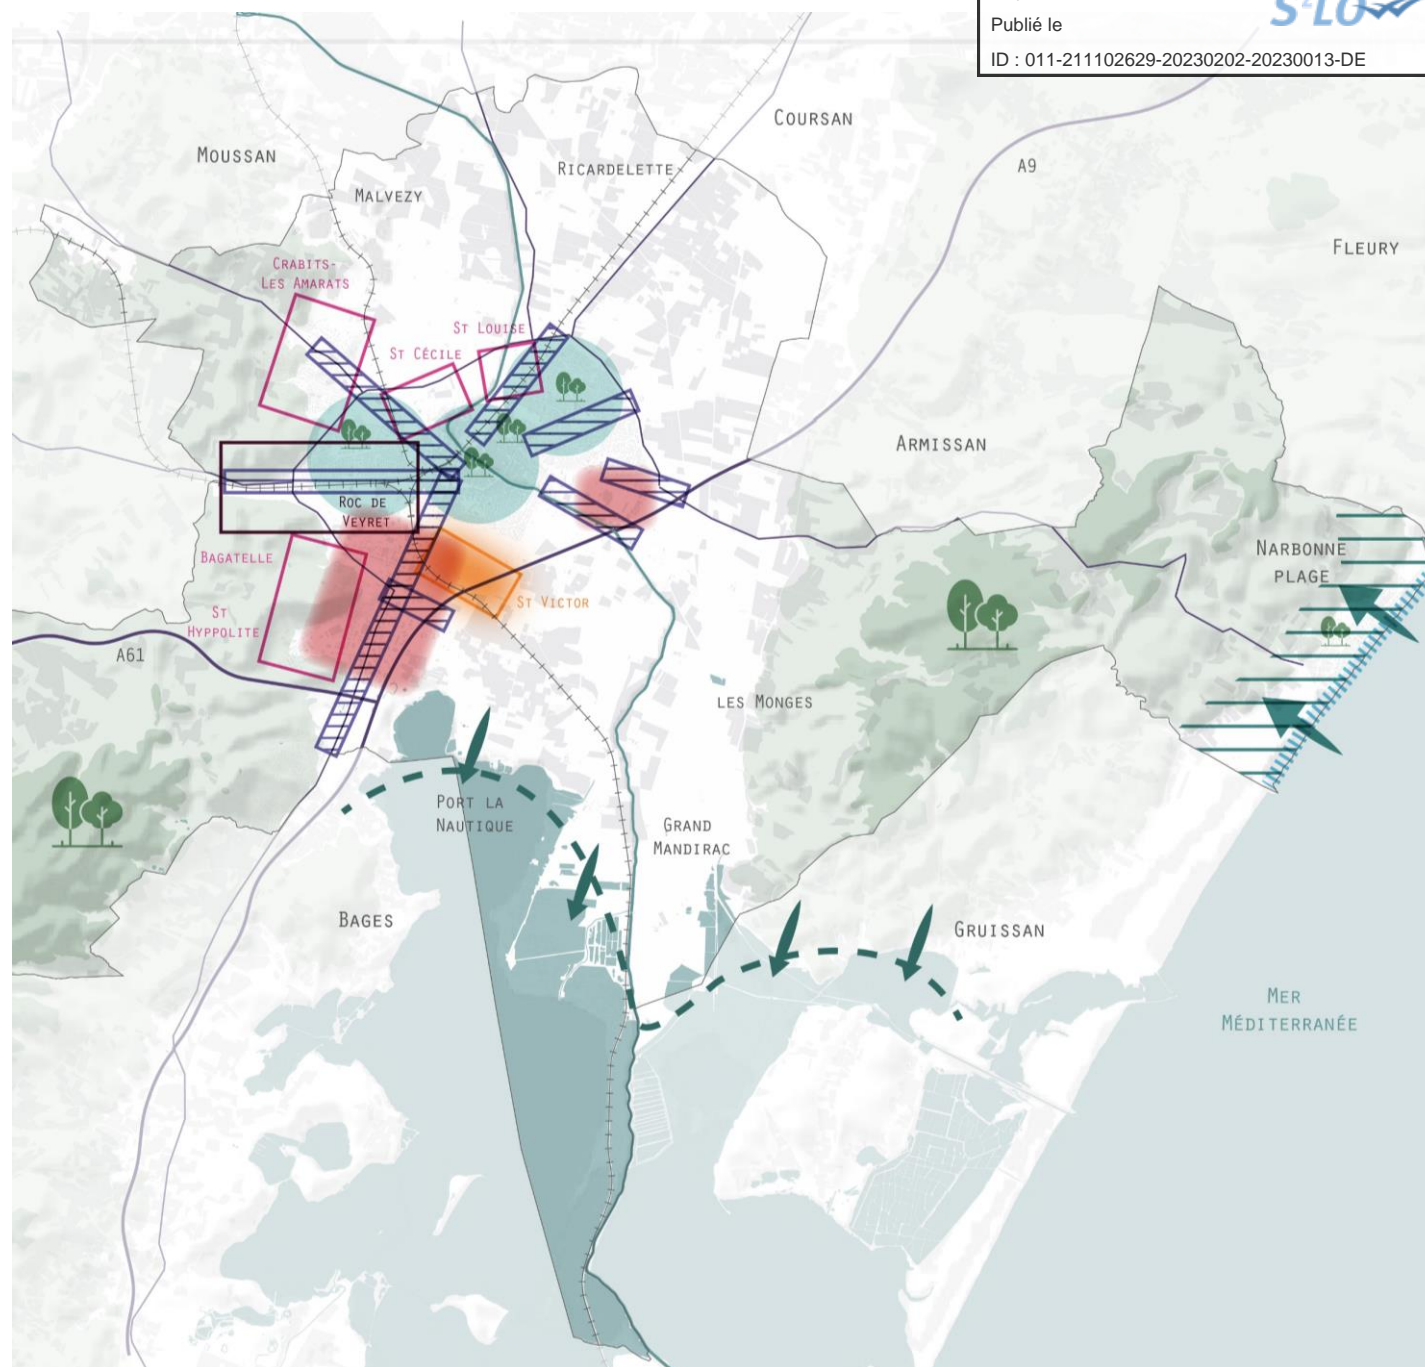 S²LO
Publié le
ID : 011-211102629-20230202-20230013-DE
COURSAN
MOUSSAN
A9
RICARDELETTE
MALVEZY
FLEURY
CRABITS-
LES AMARATS
ST LOUISE
ST CÉCILE
ARMISSAN
ROC DE
VEYRET
NARBONNE
PLAGE
BAGATELLE
ST VICTOR
ST
HYPPOLITE
A61
LES MONGES
PORT LA
NAUTIQUE
GRAND
MANDIRAC
BAGES
GRUISSAN
MER
MÉDITERRANÉE